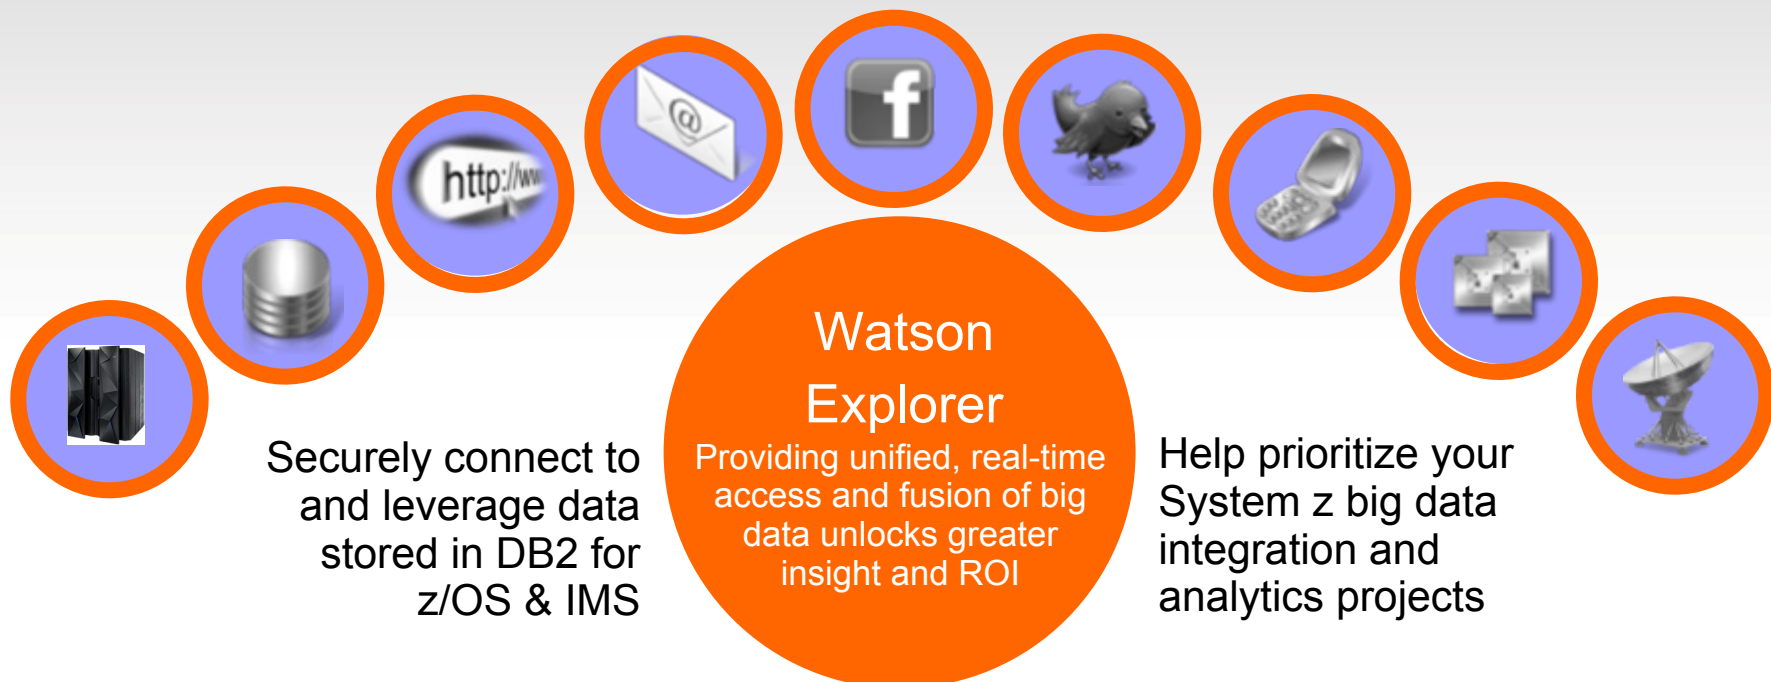 http://ww
@
f
Watson
Explorer
Providing unified, real-time
access and fusion of big
data unlocks greater
insight and ROI
Securely connect to
and leverage data
stored in DB2 for
z/OS & IMS
Help prioritize your
System z big data
integration and
analytics projects